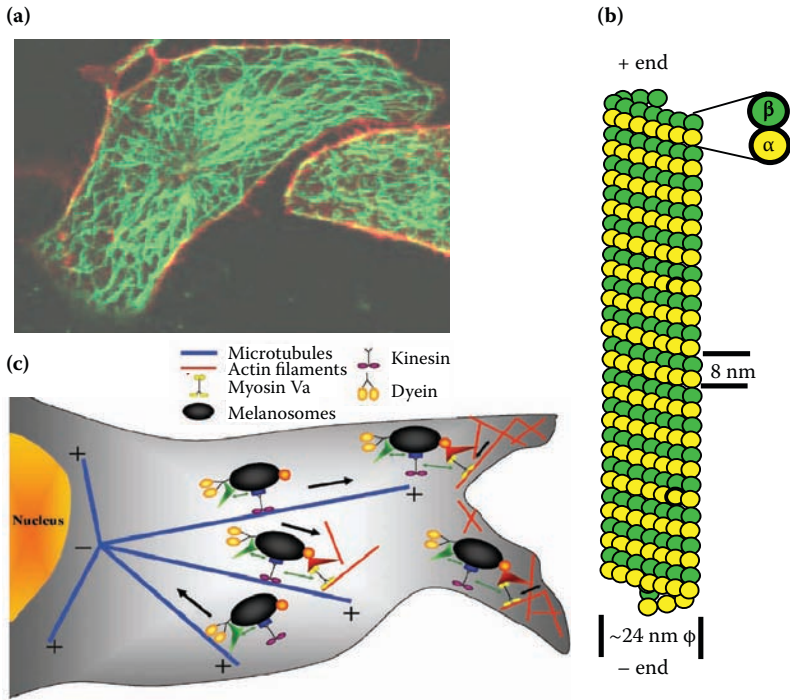 (a)
(b)
+ end
β
α
8 nm
~24 nm ϕ
− end
(c)
Microtubules
Actin filaments
Myosin Va
Melanosomes
Kinesin
Dyein
Nucleus
+
−
+
+
+
+